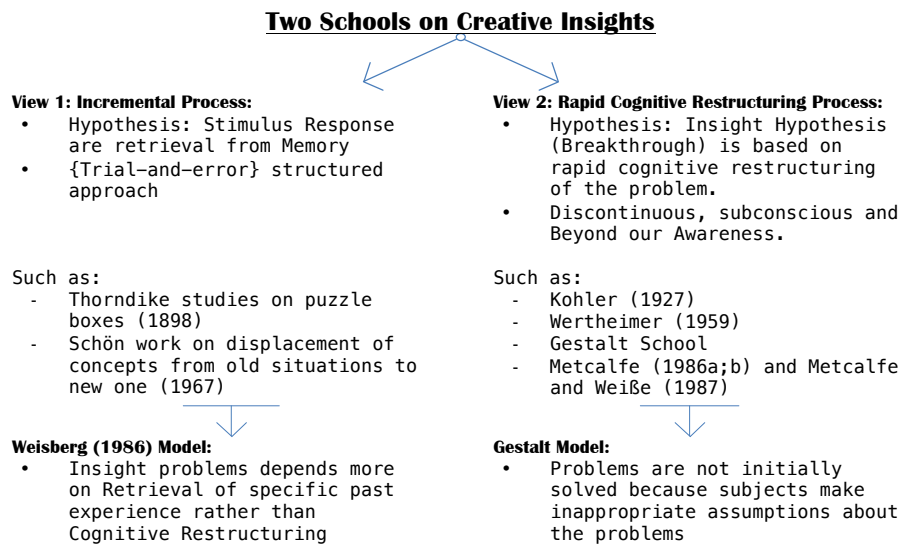 Two Schools on Creative Insights
View 1: Incremental Process:
• Hypothesis: Stimulus Response
are retrieval from Memory
• {Trial-and-error} structured
approach
Such as:
- Thorndike studies on puzzle
boxes (1898)
- Schön work on displacement of
concepts from old situations to
new one (1967)
Weisberg (1986) Model:
• Insight problems depends more
on Retrieval of specific past
experience rather than
Cognitive Restructuring
View 2: Rapid Cognitive Restructuring Process:
• Hypothesis: Insight Hypothesis
(Breakthrough) is based on
rapid cognitive restructuring
of the problem.
• Discontinuous, subconscious and
Beyond our Awareness.
Such as:
- Kohler (1927)
- Wertheimer (1959)
- Gestalt School
- Metcalfe (1986a;b) and Metcalfe
and Weiße (1987)
Gestalt Model:
• Problems are not initially
solved because subjects make
inappropriate assumptions about
the problems